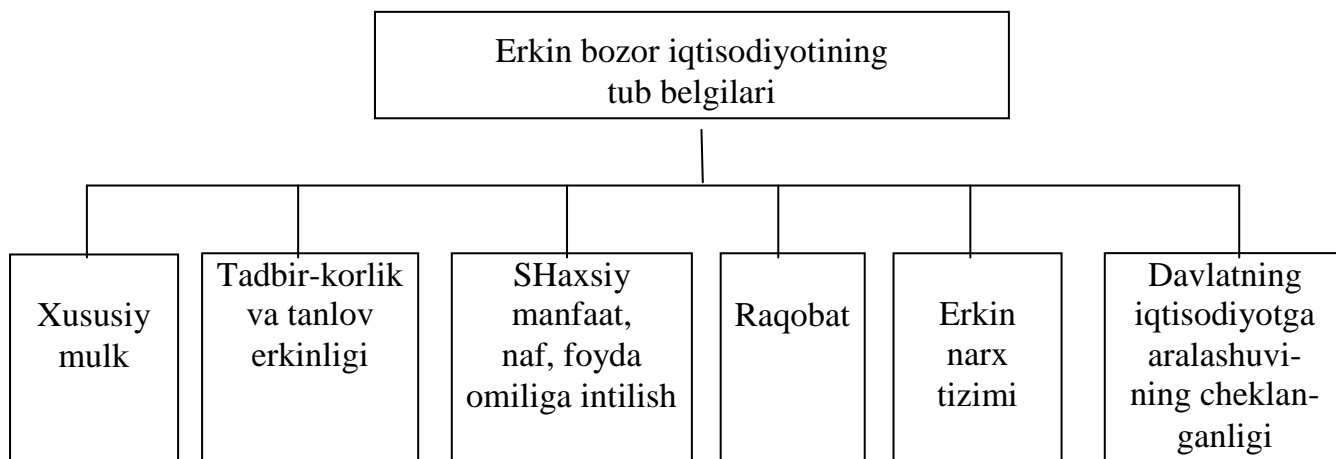 Erkin bozor iqtisodiyotining
tub belgilari
Xususiy
mulk
Tadbir-korlik
va tanlov
erkinligi
SHaxsiy
manfaat,
naf, foyda
omiliga intilish
Raqobat
Erkin
narx
tizimi
Davlatning
iqtisodiyotga
aralashuvi-
ning cheklan-
ganligi